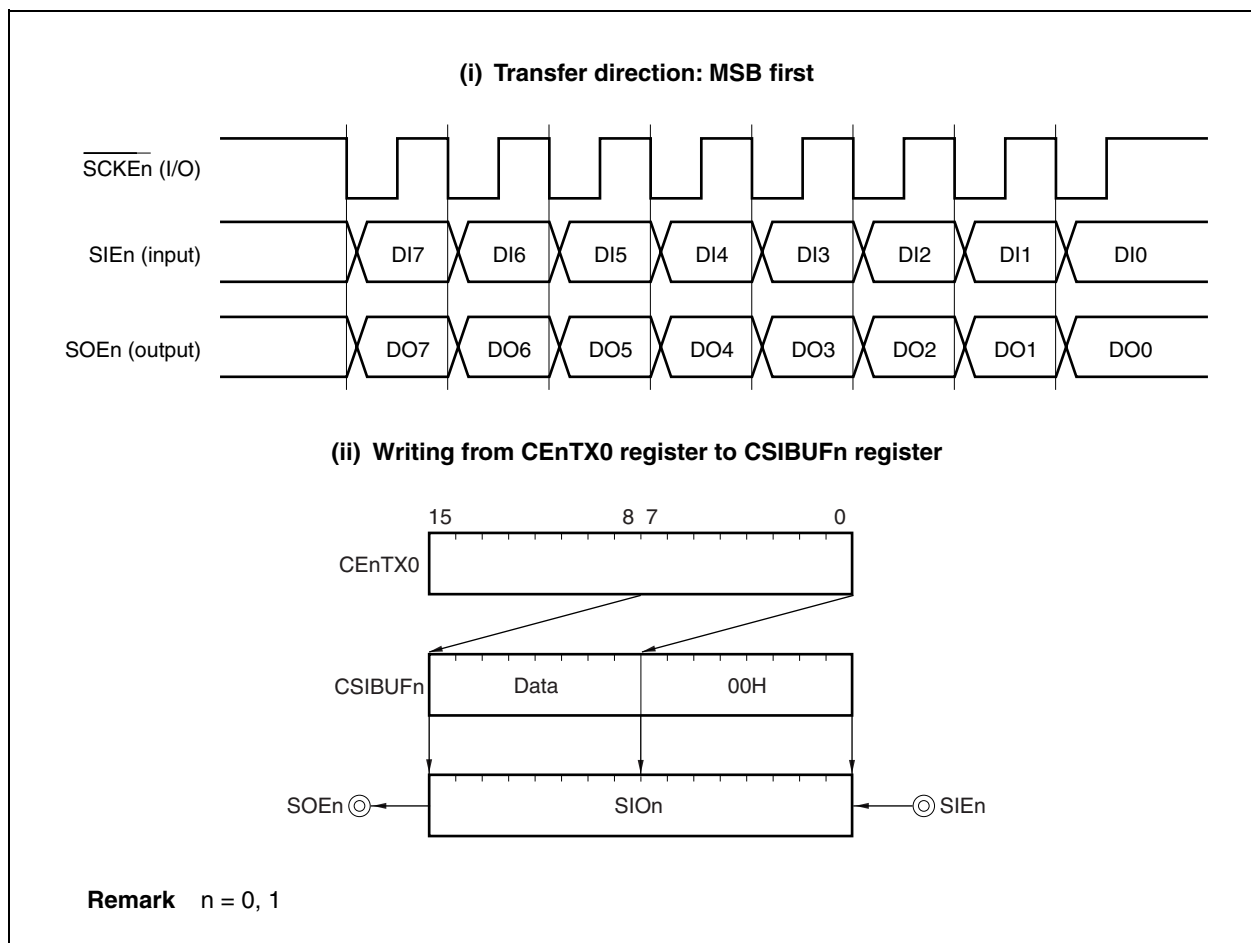 (i) Transfer direction: MSB first
SCKEn (I/O)
SIEn (input) DI7 DI6 DI5 DI4 DI3 DI2 DI1 DI0
SOEn (output) DO7 DO6 DO5 DO4 DO3 DO2 DO1 DO0
(ii) Writing from CEnTX0 register to CSIBUFn register
15 8 7 0
CEnTX0
CSIBUFn Data 00H
SOEn SIOn SIEn
Remark n = 0, 1